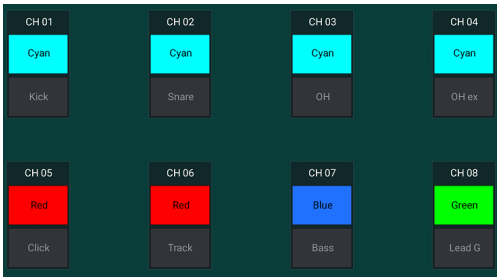 CH 01 CH 02 CH 03 CH 04
Cyan Cyan Cyan Cyan
Kick Snare OH OH ex
CH 05 CH 06 CH 07 CH 08
Red Red Blue Green
Click Track Bass Lead G